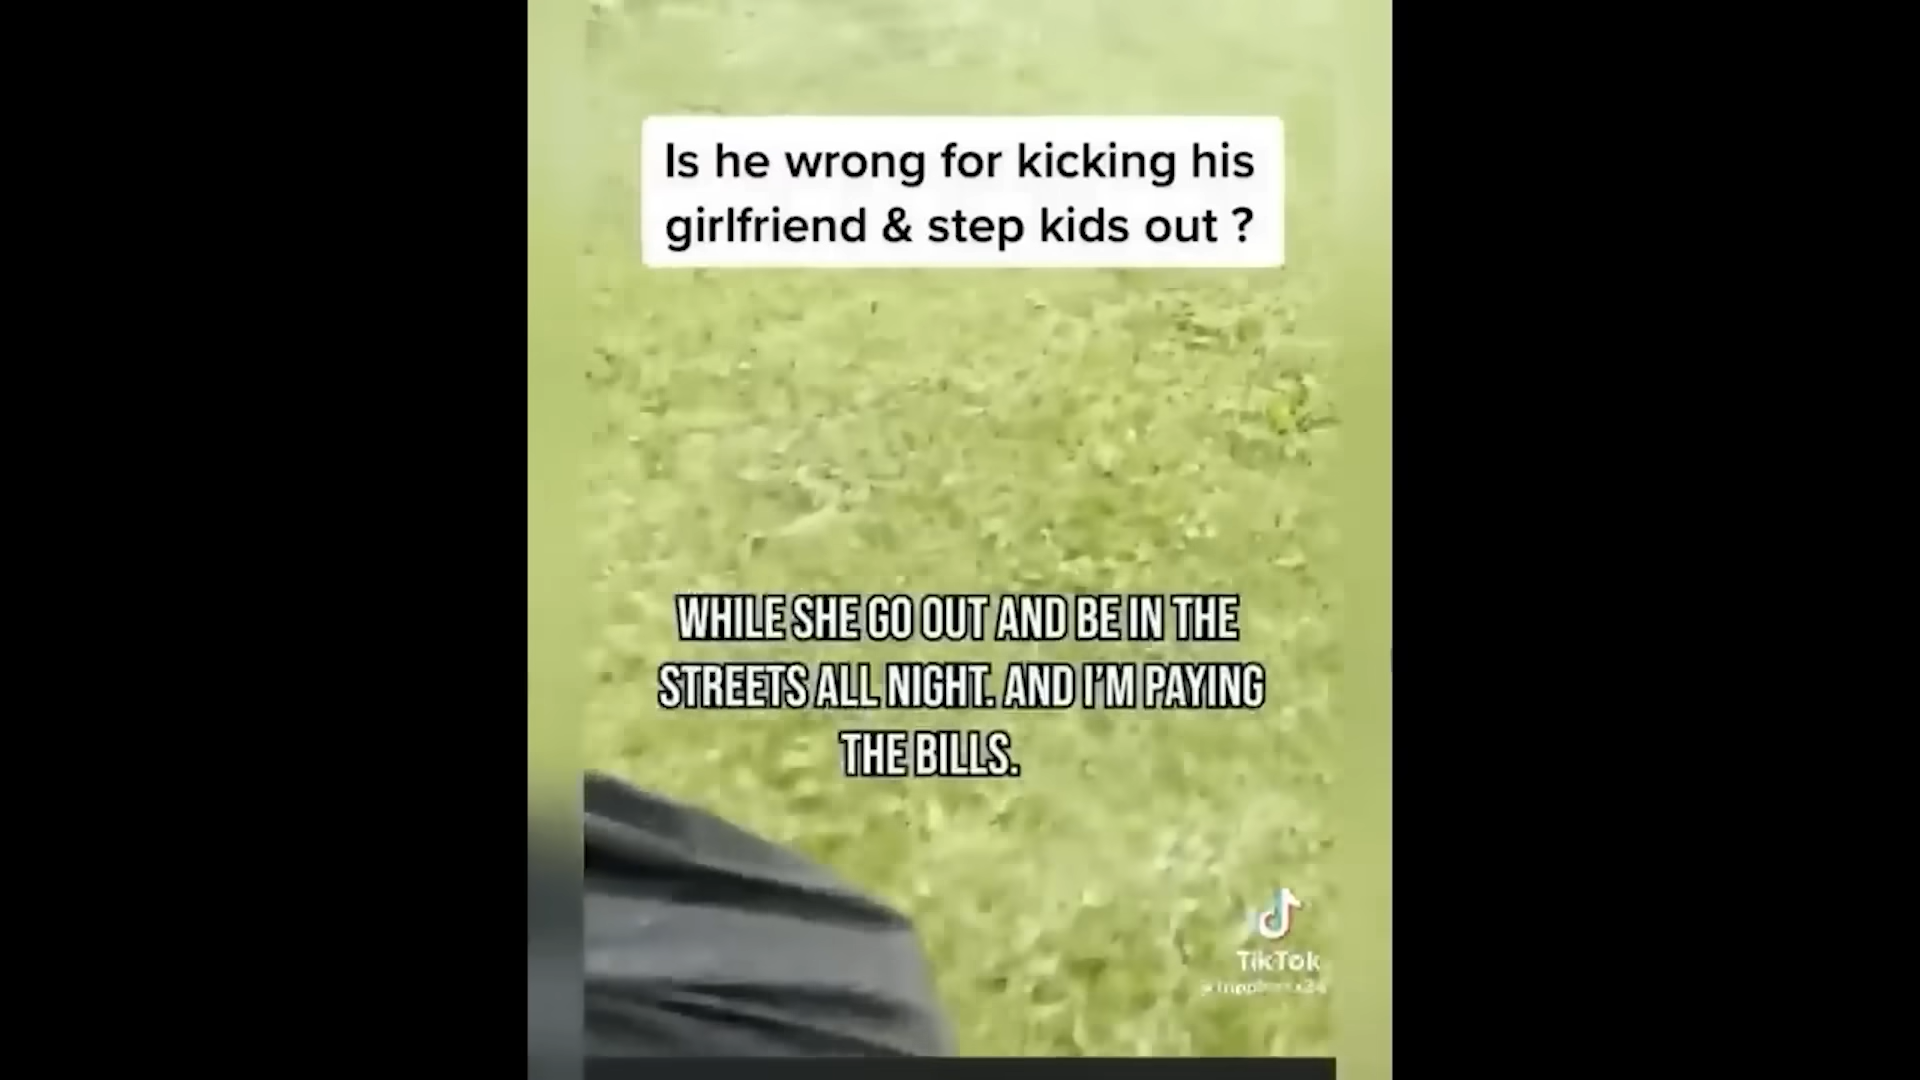 Is he wrong for kicking his
girlfriend & step kids out ?
WHILE SHE GO OUT AND BE IN THE
STREETS ALL NIGHT. AND I'M PAYING
THE BILLS.
TikTok